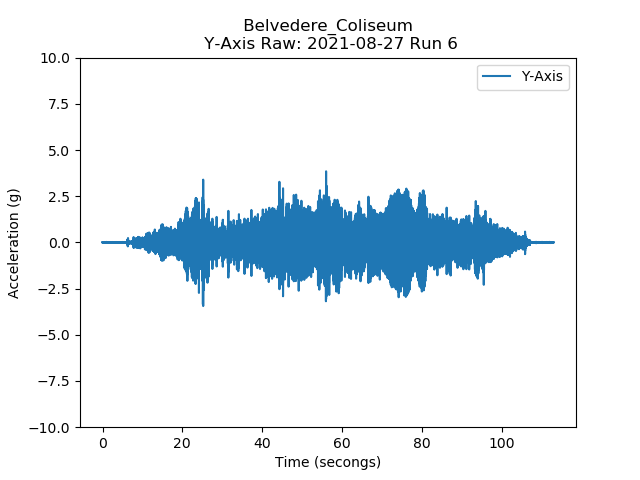 Belvedere_Coliseum
Y-Axis Raw: 2021-08-27 Run 6
Y-Axis
10.0
7.5
5.0
2.5
0.0
−2.5
−5.0
−7.5
−10.0
Acceleration (g)
0 20 40 60 80 100
Time (secongs)